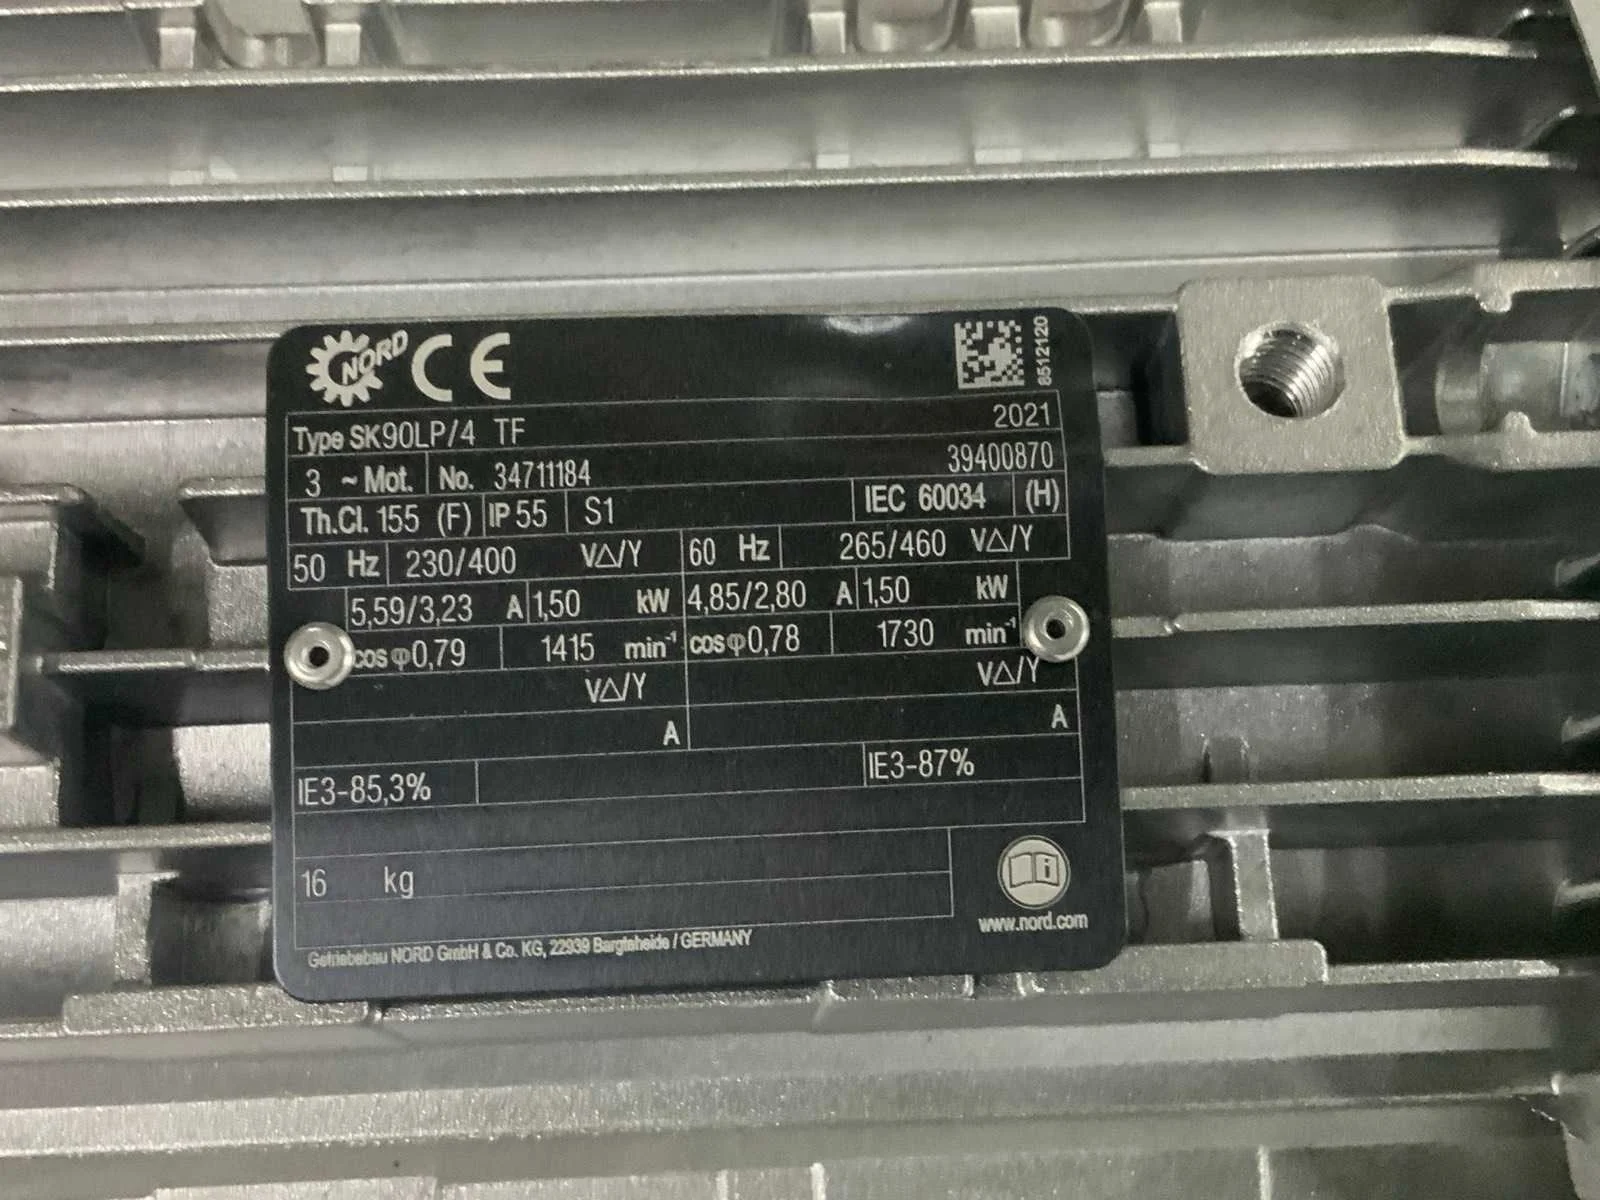 NORD CE 85121120
Type SK90LP/4 TF 2021
3 ~ Mot. No. 34711184 39400870
Th.Cl. 155 (F) IP 55 S1 IEC 60034 (H)
50 Hz 230/400 V△/Y 60 Hz 265/460 V△/Y
5,59/3,23 A 1,50 kW 4,85/2,80 A 1,50 kW
cos φ 0,79 1415 min⁻¹ cos φ 0,78 1730 min⁻¹
V△/Y V△/Y
A A
IE3-85,3% IE3-87%
16 kg
i
www.nord.com
Getriebebau NORD GmbH & Co. KG, 22939 Bargteheide / GERMANY